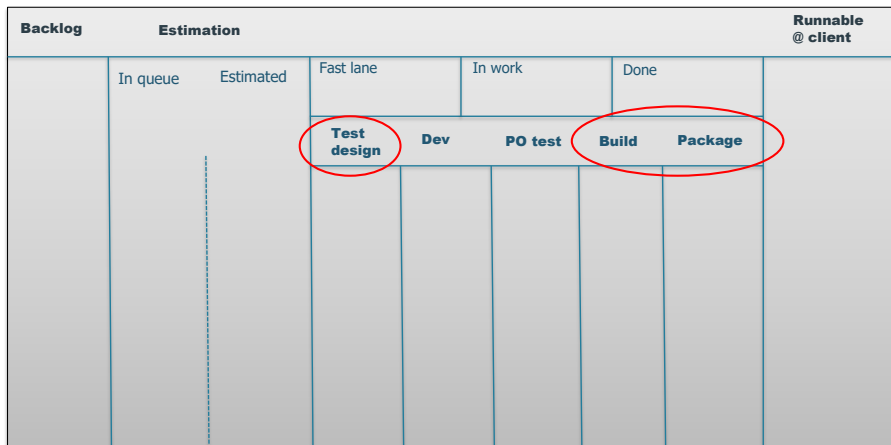 Backlog
Estimation
Runnable
@ client
In queue
Estimated
Fast lane
In work
Done
Test
design
Dev
PO test
Build
Package